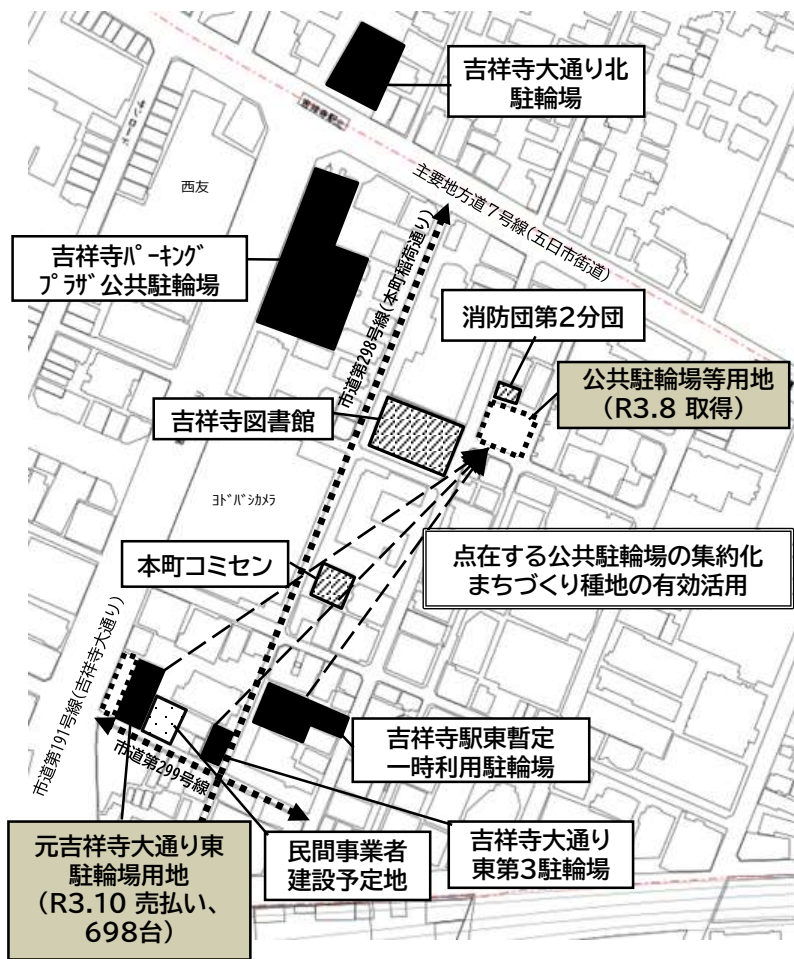 吉祥寺大通り北
駐輪場
サンロード
吉祥寺駅北
西友
主要地方道7号線(五日市街道)
吉祥寺ﾊﾟｰｷﾝｸﾞ
ﾌﾟﾗｻﾞ公共駐輪場
市道第298号線(本町稲荷通り)
消防団第2分団
公共駐輪場等用地
(R3.8 取得)
吉祥寺図書館
ﾖﾄﾞﾊﾞｼｶﾒﾗ
点在する公共駐輪場の集約化
まちづくり種地の有効活用
本町コミセン
市道第191号線(吉祥寺大通り)
市道第299号線
吉祥寺駅東暫定
一時利用駐輪場
元吉祥寺大通り東
駐輪場用地
(R3.10 売払い、
698台)
民間事業者
建設予定地
吉祥寺大通り
東第3駐輪場